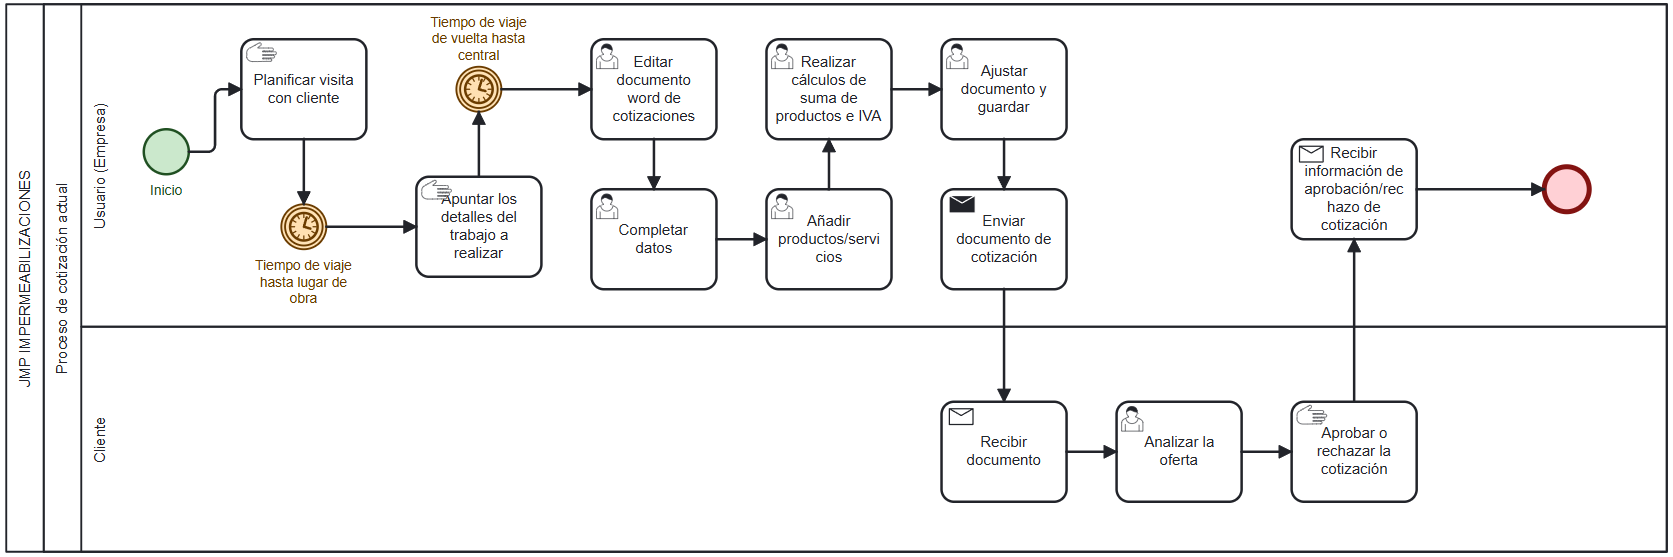 JMP IMPERMEABILIZACIONES
Proceso de cotización actual
Usuario (Empresa)
Inicio
Planificar visita
con cliente
Tiempo de viaje
hasta lugar de
obra
Apuntar los
detalles del
trabajo a
realizar
Tiempo de viaje
de vuelta hasta
central
Editar
documento
word de
cotizaciones
Completar
datos
Añadir
productos/servi
cios
Realizar
cálculos de
suma de
productos e IVA
Ajustar
documento y
guardar
Enviar
documento de
cotización
Cliente
Recibir
documento
Analizar la
oferta
Aprobar o
rechazar la
cotización
Recibir
información de
aprobación/rec
hazo de
cotización